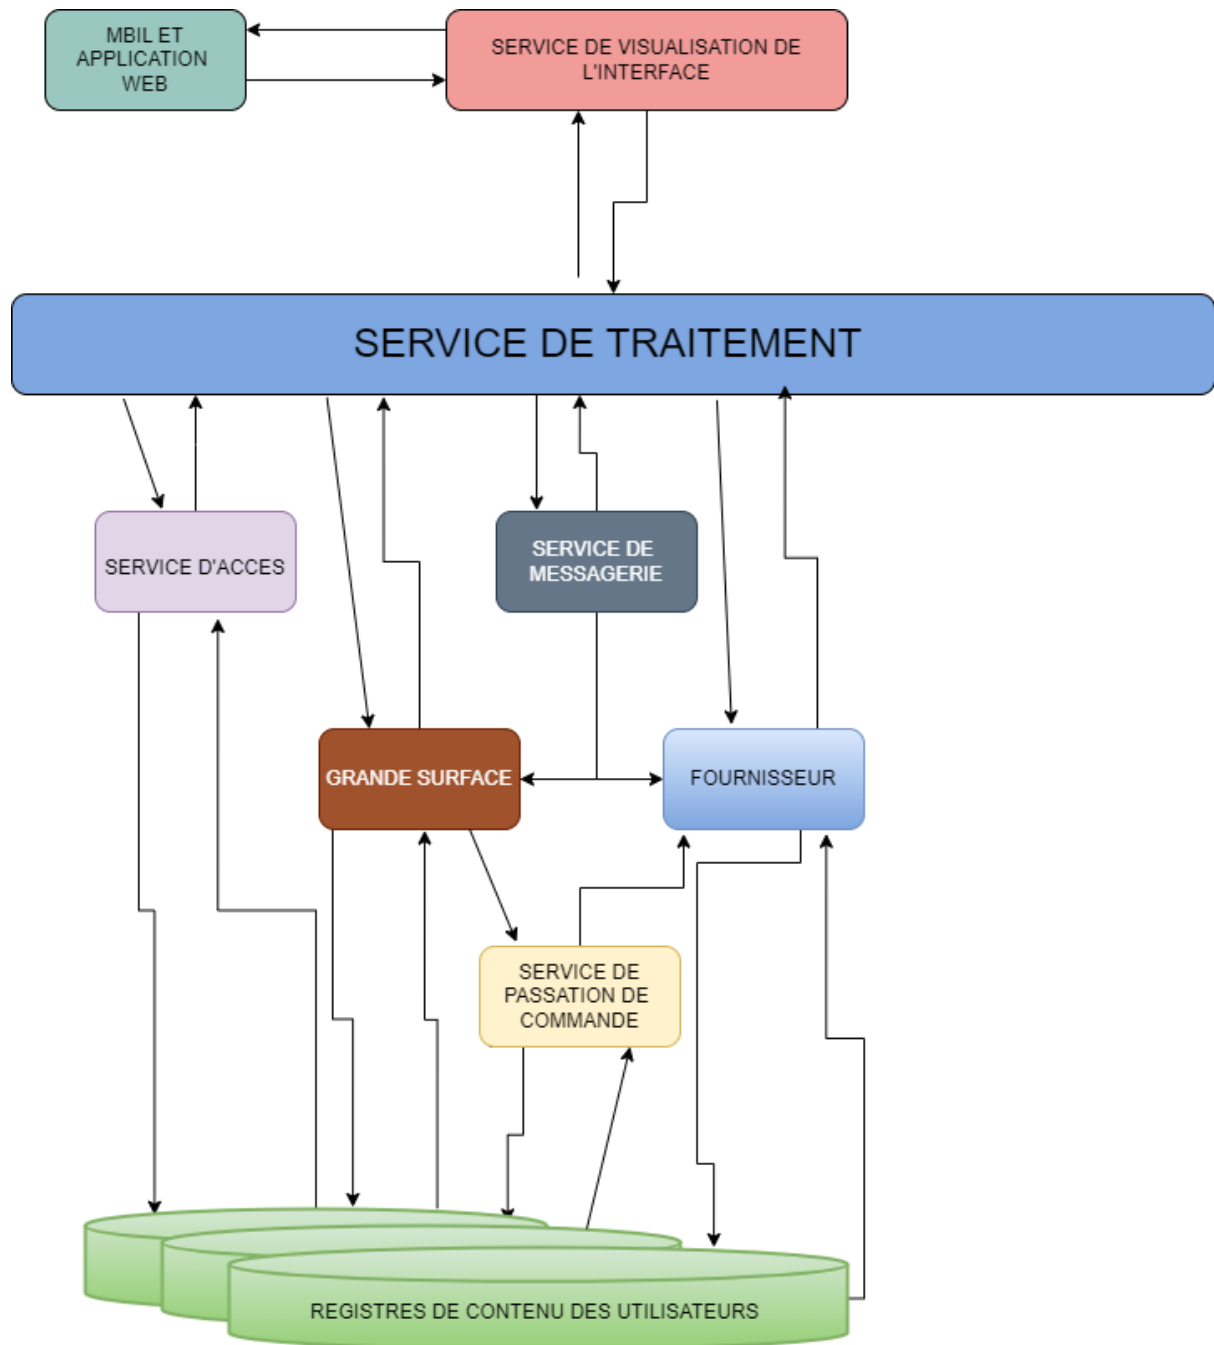 MBIL ET
APPLICATION
WEB
SERVICE DE VISUALISATION DE
L'INTERFACE
SERVICE DE TRAITEMENT
SERVICE D'ACCES
SERVICE DE
MESSAGERIE
GRANDE SURFACE
FOURNISSEUR
SERVICE DE
PASSATION DE
COMMANDE
REGISTRES DE CONTENU DES UTILISATEURS